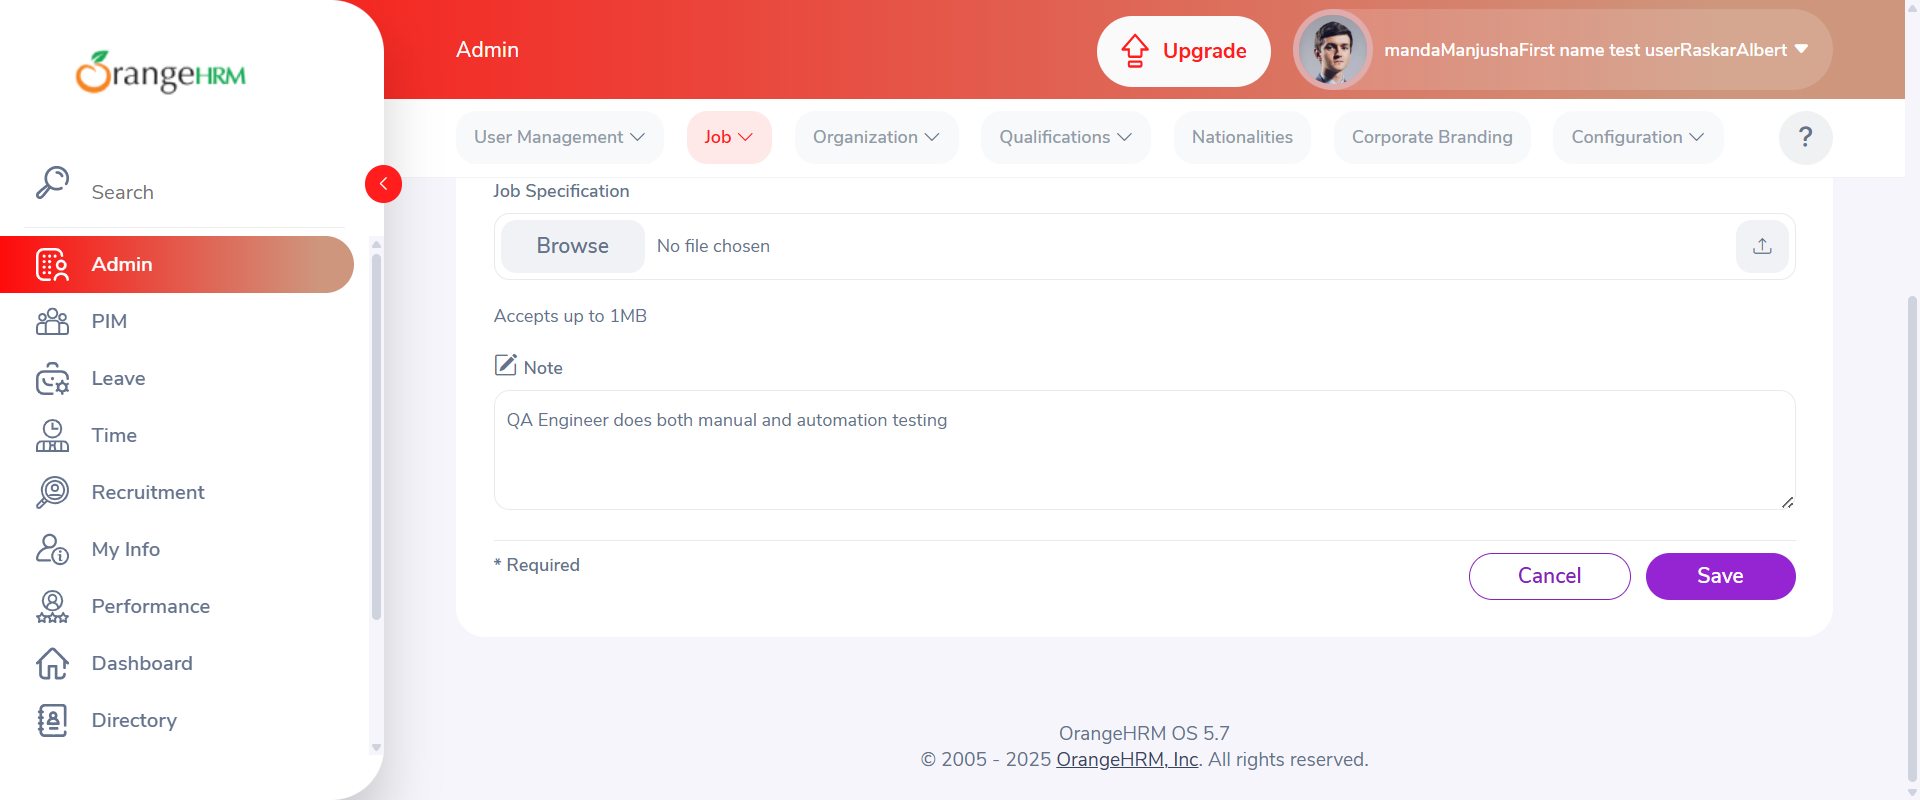 OrangeHRM
Admin
Upgrade
mandaManjushaFirst name test userRaskarAlbert
User Management
Job
Organization
Qualifications
Nationalities
Corporate Branding
Configuration
?
Search
Admin
PIM
Leave
Time
Recruitment
My Info
Performance
Dashboard
Directory
Job Specification
Browse
No file chosen
Accepts up to 1MB
Note
QA Engineer does both manual and automation testing
* Required
Cancel
Save
OrangeHRM OS 5.7
© 2005 - 2025 OrangeHRM, Inc. All rights reserved.